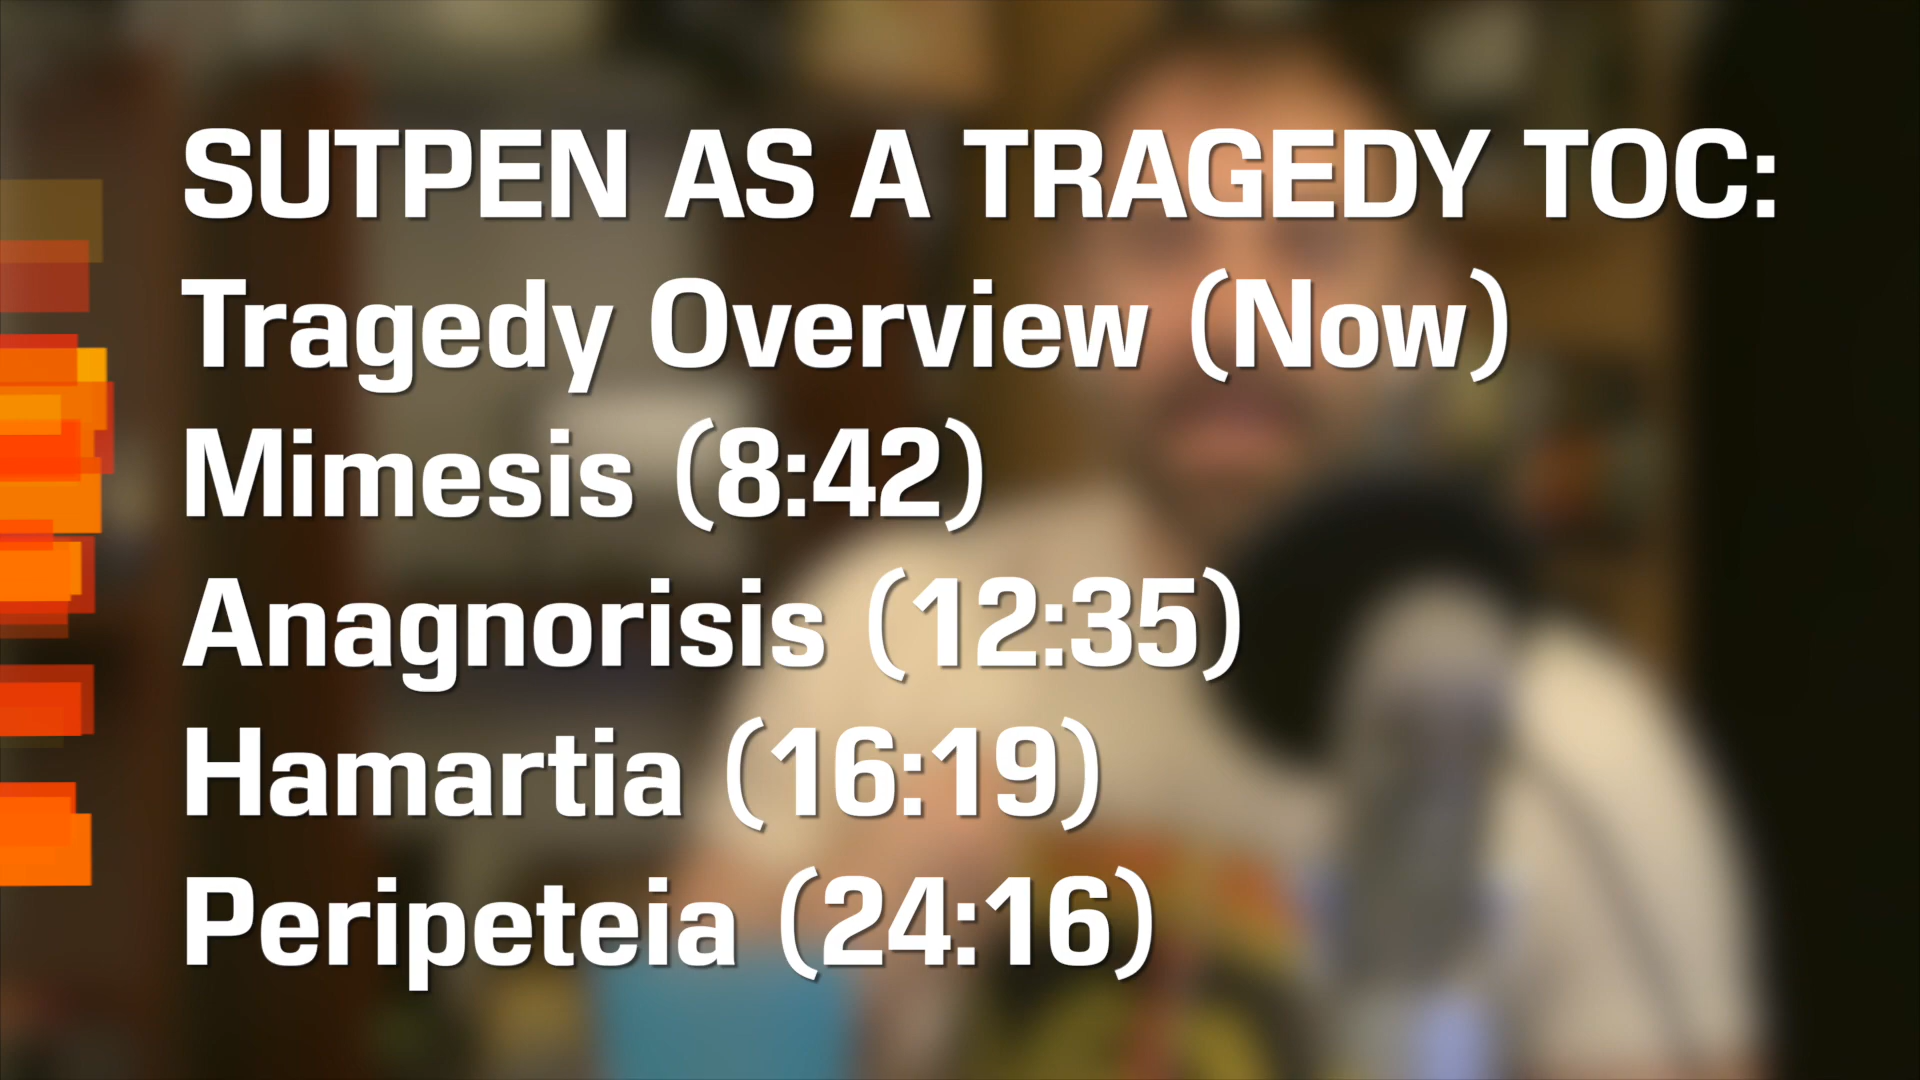 SUTPEN AS A TRAGEDY TOC:
Tragedy Overview (Now)
Mimesis (8:42)
Anagnorisis (12:35)
Hamartia (16:19)
Peripeteia (24:16)